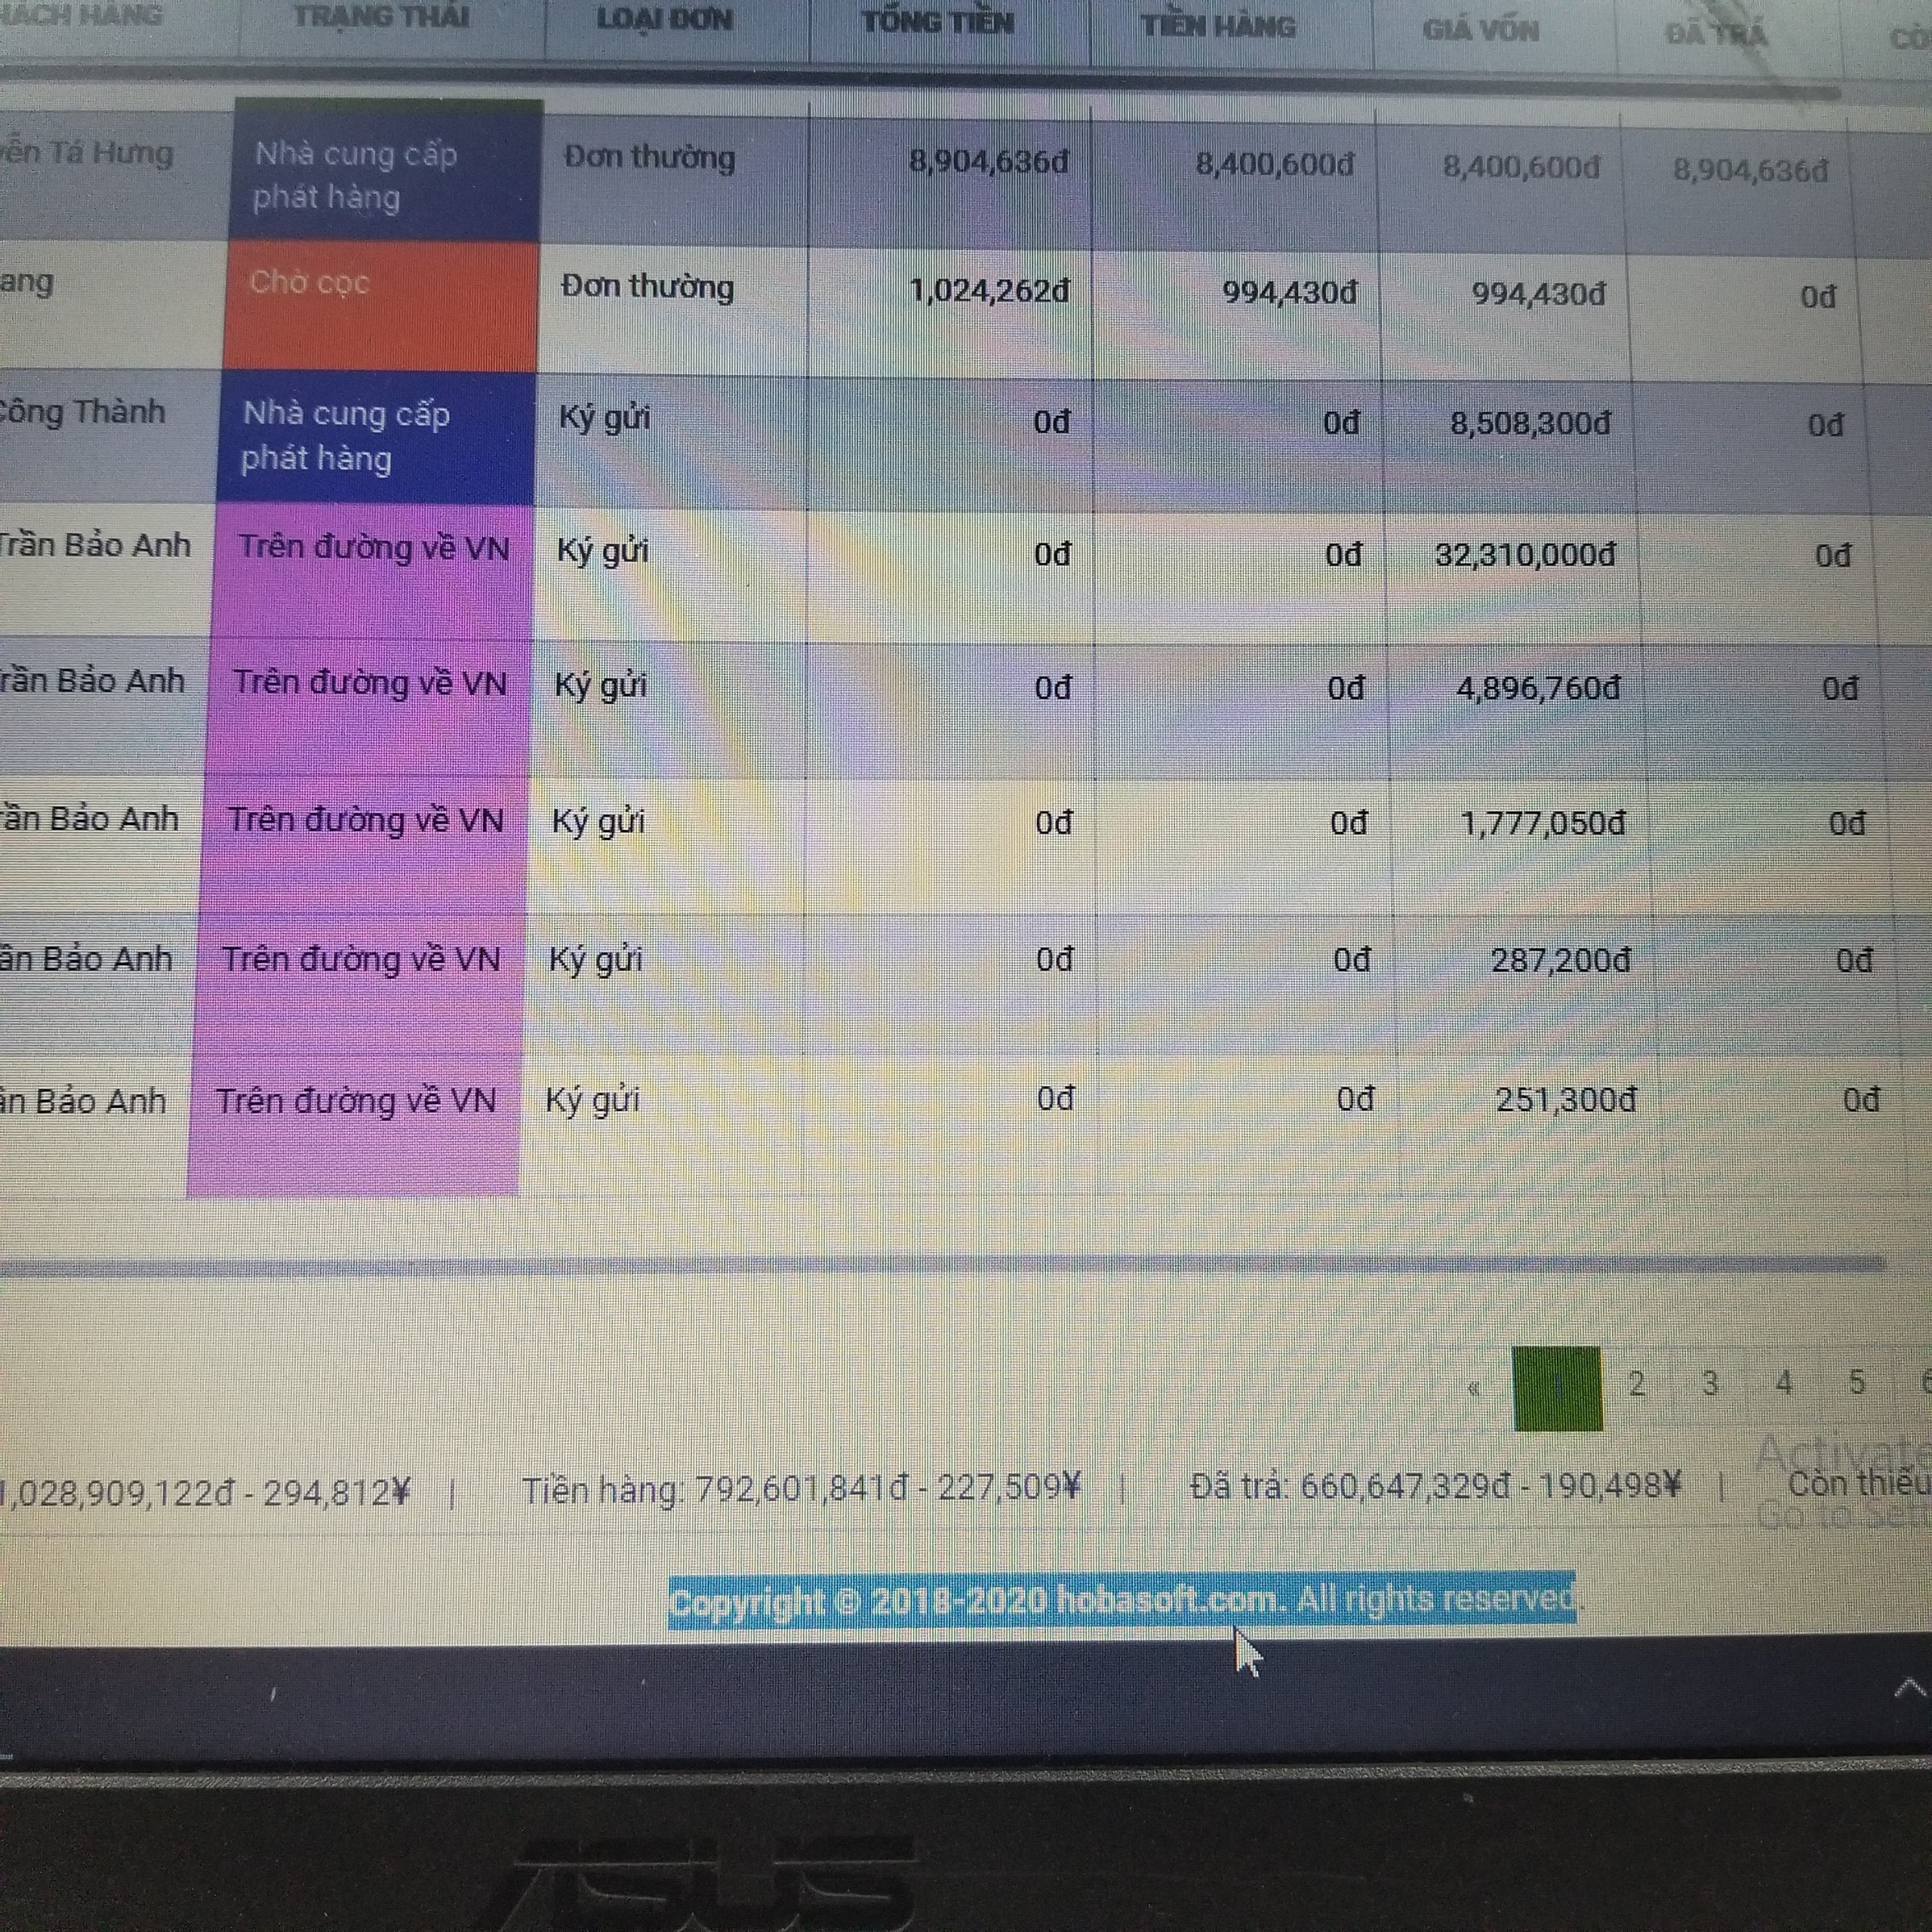 HÁCH HÀNG TRẠNG THÁI LOẠI ĐƠN TỔNG TIỀN TIỀN HÀNG GIÁ VỐN ĐÃ TRẢ CÒ
yễn Tá Hưng Nhà cung cấp Đơn thường 8,904,636đ 8,400,600đ 8,400,600đ 8,904,636đ
phát hàng
ang Chờ cọc Đơn thường 1,024,262đ 994,430đ 994,430đ 0đ
Công Thành Nhà cung cấp Ký gửi 0đ 0đ 8,508,300đ 0đ
phát hàng
Trần Bảo Anh Trên đường về VN Ký gửi 0đ 0đ 32,310,000đ 0đ
rần Bảo Anh Trên đường về VN Ký gửi 0đ 0đ 4,896,760đ 0đ
ần Bảo Anh Trên đường về VN Ký gửi 0đ 0đ 1,777,050đ 0đ
ần Bảo Anh Trên đường về VN Ký gửi 0đ 0đ 287,200đ 0đ
ần Bảo Anh Trên đường về VN Ký gửi 0đ 0đ 251,300đ 0đ
« 1 2 3 4 5 6
Activate
1,028,909,122đ - 294,812¥ | Tiền hàng: 792,601,841đ - 227,509¥ | Đã trả: 660,647,329đ - 190,498¥ | Còn thiếu
Go to Sett
Copyright © 2018-2020 hobasoft.com. All rights reserved.
ASUS